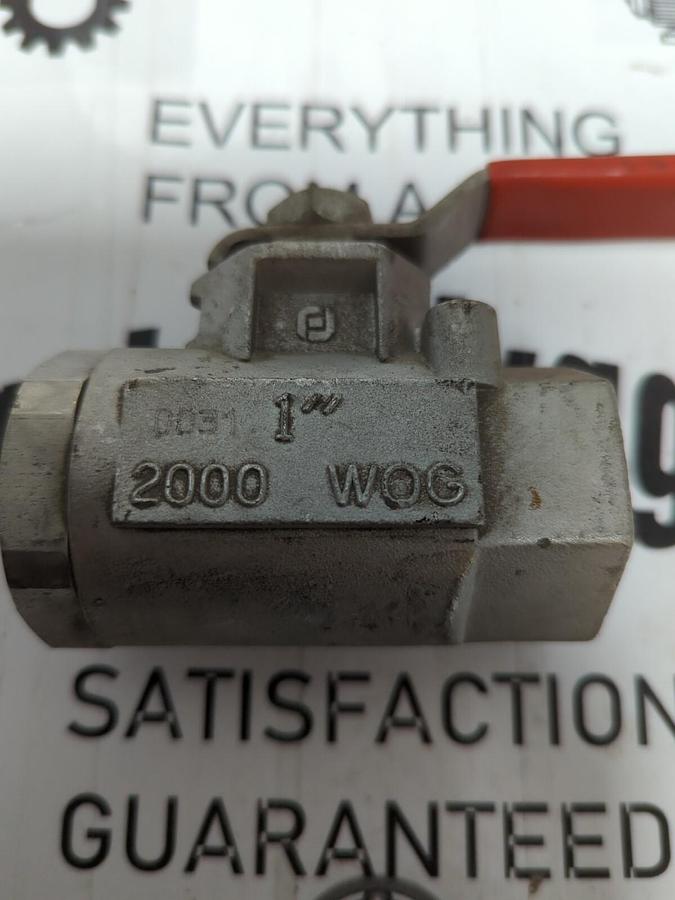 EVERYTHING
FROM A
0031 1"
2000 WOG
SATISFACTION
GUARANTEED